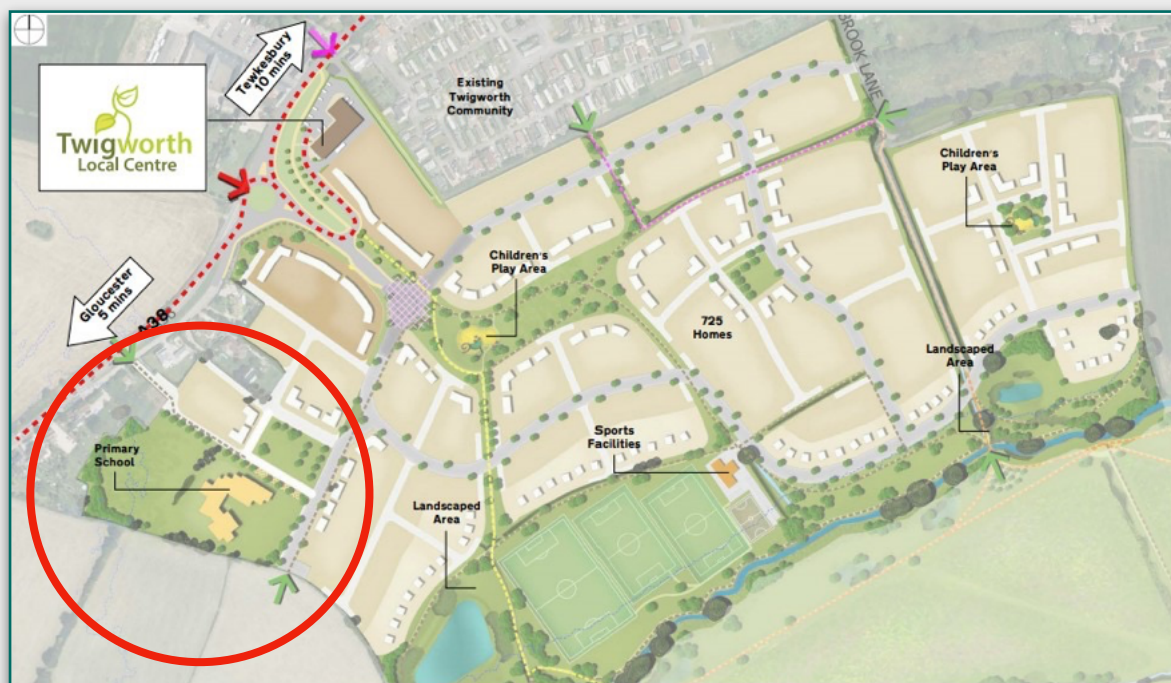 Tewkesbury
10 mins
Twigworth
Local Centre
Existing
Twigworth
Community
BROOK LANE
Children's
Play Area
Children's
Play Area
Gloucester
5 mins
A38
725
Homes
Landscaped
Area
Primary
School
Sports
Facilities
Landscaped
Area